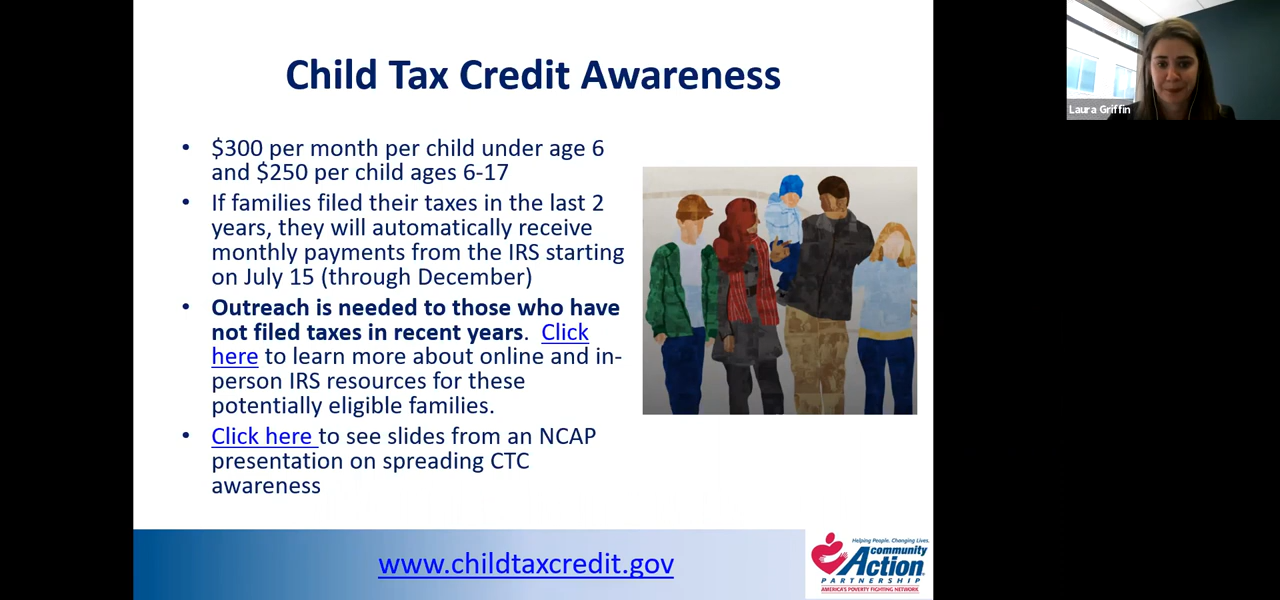 Child Tax Credit Awareness
• $300 per month per child under age 6
and $250 per child ages 6-17
• If families filed their taxes in the last 2
years, they will automatically receive
monthly payments from the IRS starting
on July 15 (through December)
• Outreach is needed to those who have
not filed taxes in recent years. Click
here to learn more about online and in-
person IRS resources for these
potentially eligible families.
• Click here to see slides from an NCAP
presentation on spreading CTC
awareness
www.childtaxcredit.gov
Helping People. Changing Lives.
community
Action
PARTNERSHIP
AMERICA'S POVERTY FIGHTING NETWORK
Laura Griffin